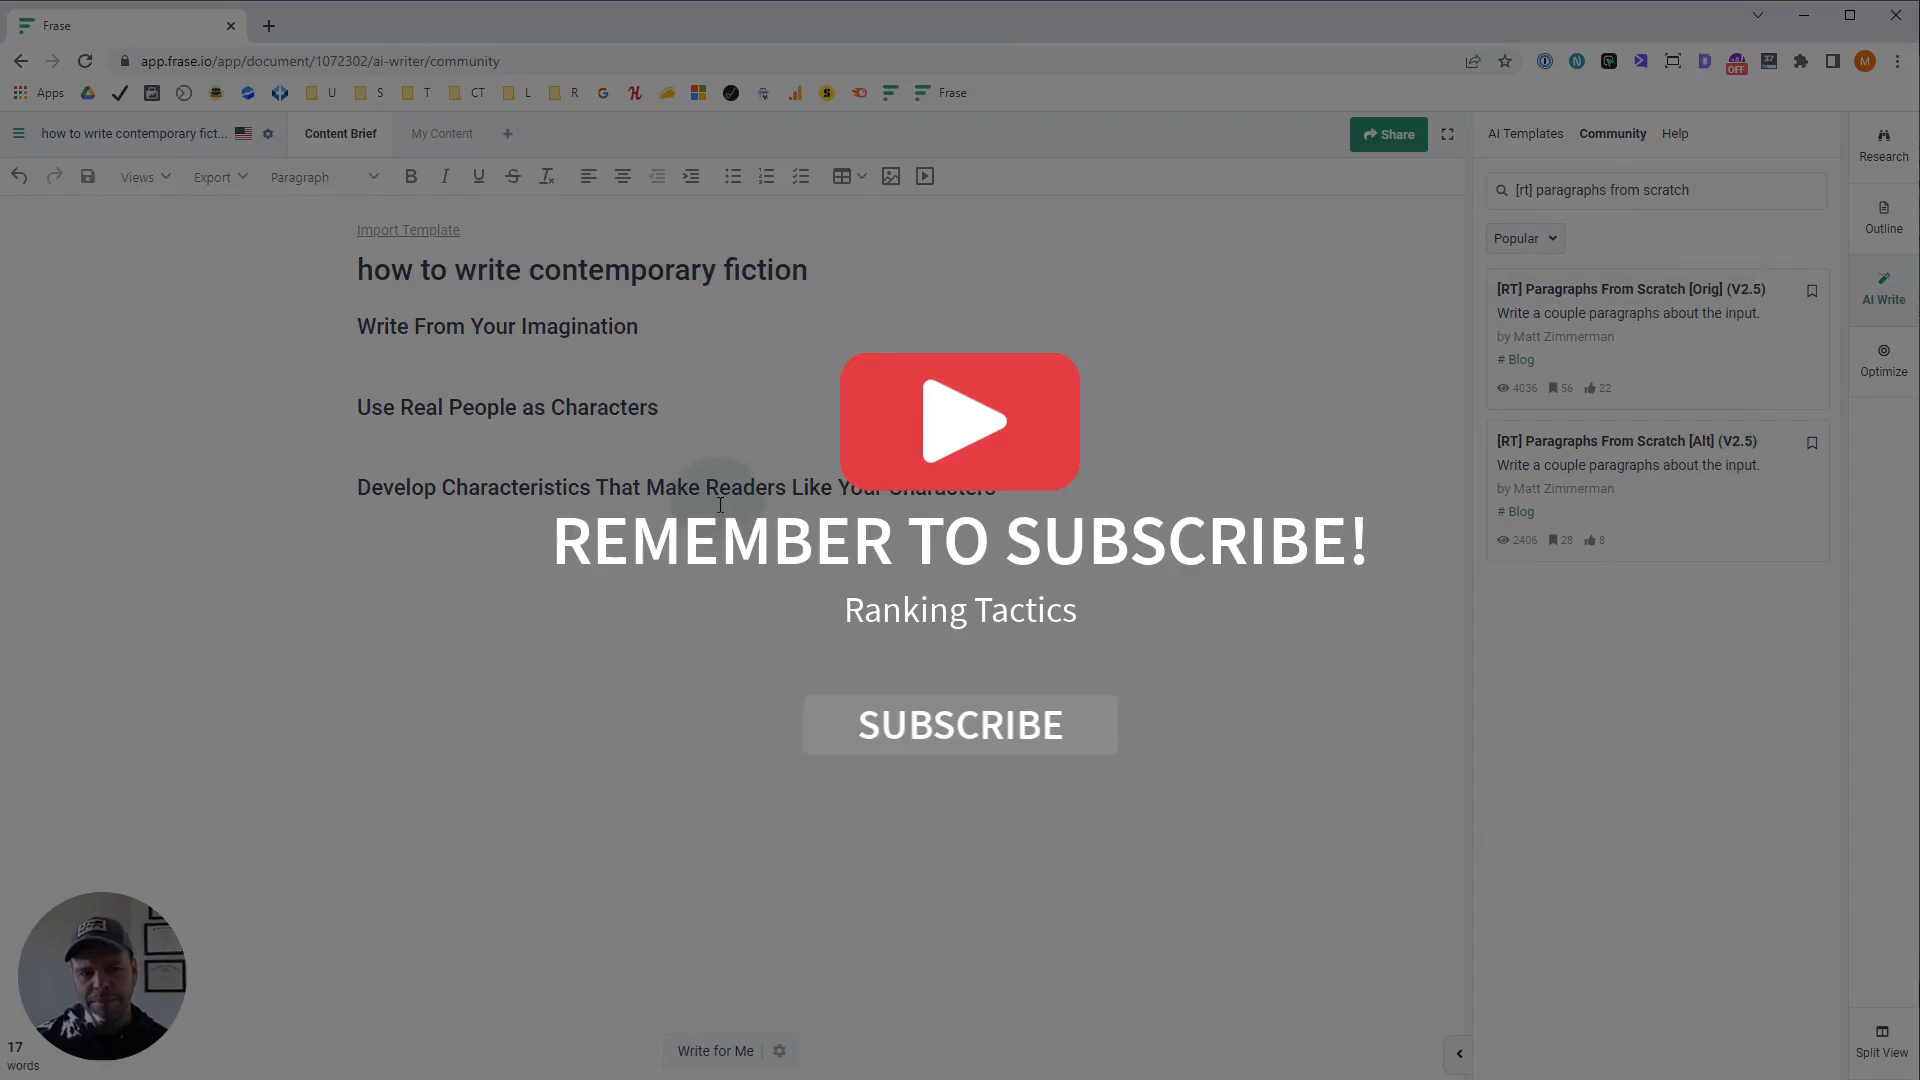 Frase
app.frase.io/app/document/1072302/ai-writer/community
Apps U S T CT L R Frase
OFF
37
M
how to write contemporary fict...
Content Brief
My Content
Share
AI Templates Community Help
Research
Views Export Paragraph
[rt] paragraphs from scratch
Import Template
Outline
Popular
how to write contemporary fiction
[RT] Paragraphs From Scratch [Orig] (V2.5)
AI Write
Write a couple paragraphs about the input.
Write From Your Imagination
by Matt Zimmerman
# Blog
Optimize
4036 56 22
Use Real People as Characters
[RT] Paragraphs From Scratch [Alt] (V2.5)
Write a couple paragraphs about the input.
Develop Characteristics That Make Readers Like Your Characters
by Matt Zimmerman
# Blog
2406 28 8
REMEMBER TO SUBSCRIBE!
Ranking Tactics
SUBSCRIBE
17
words
Write for Me
Split View